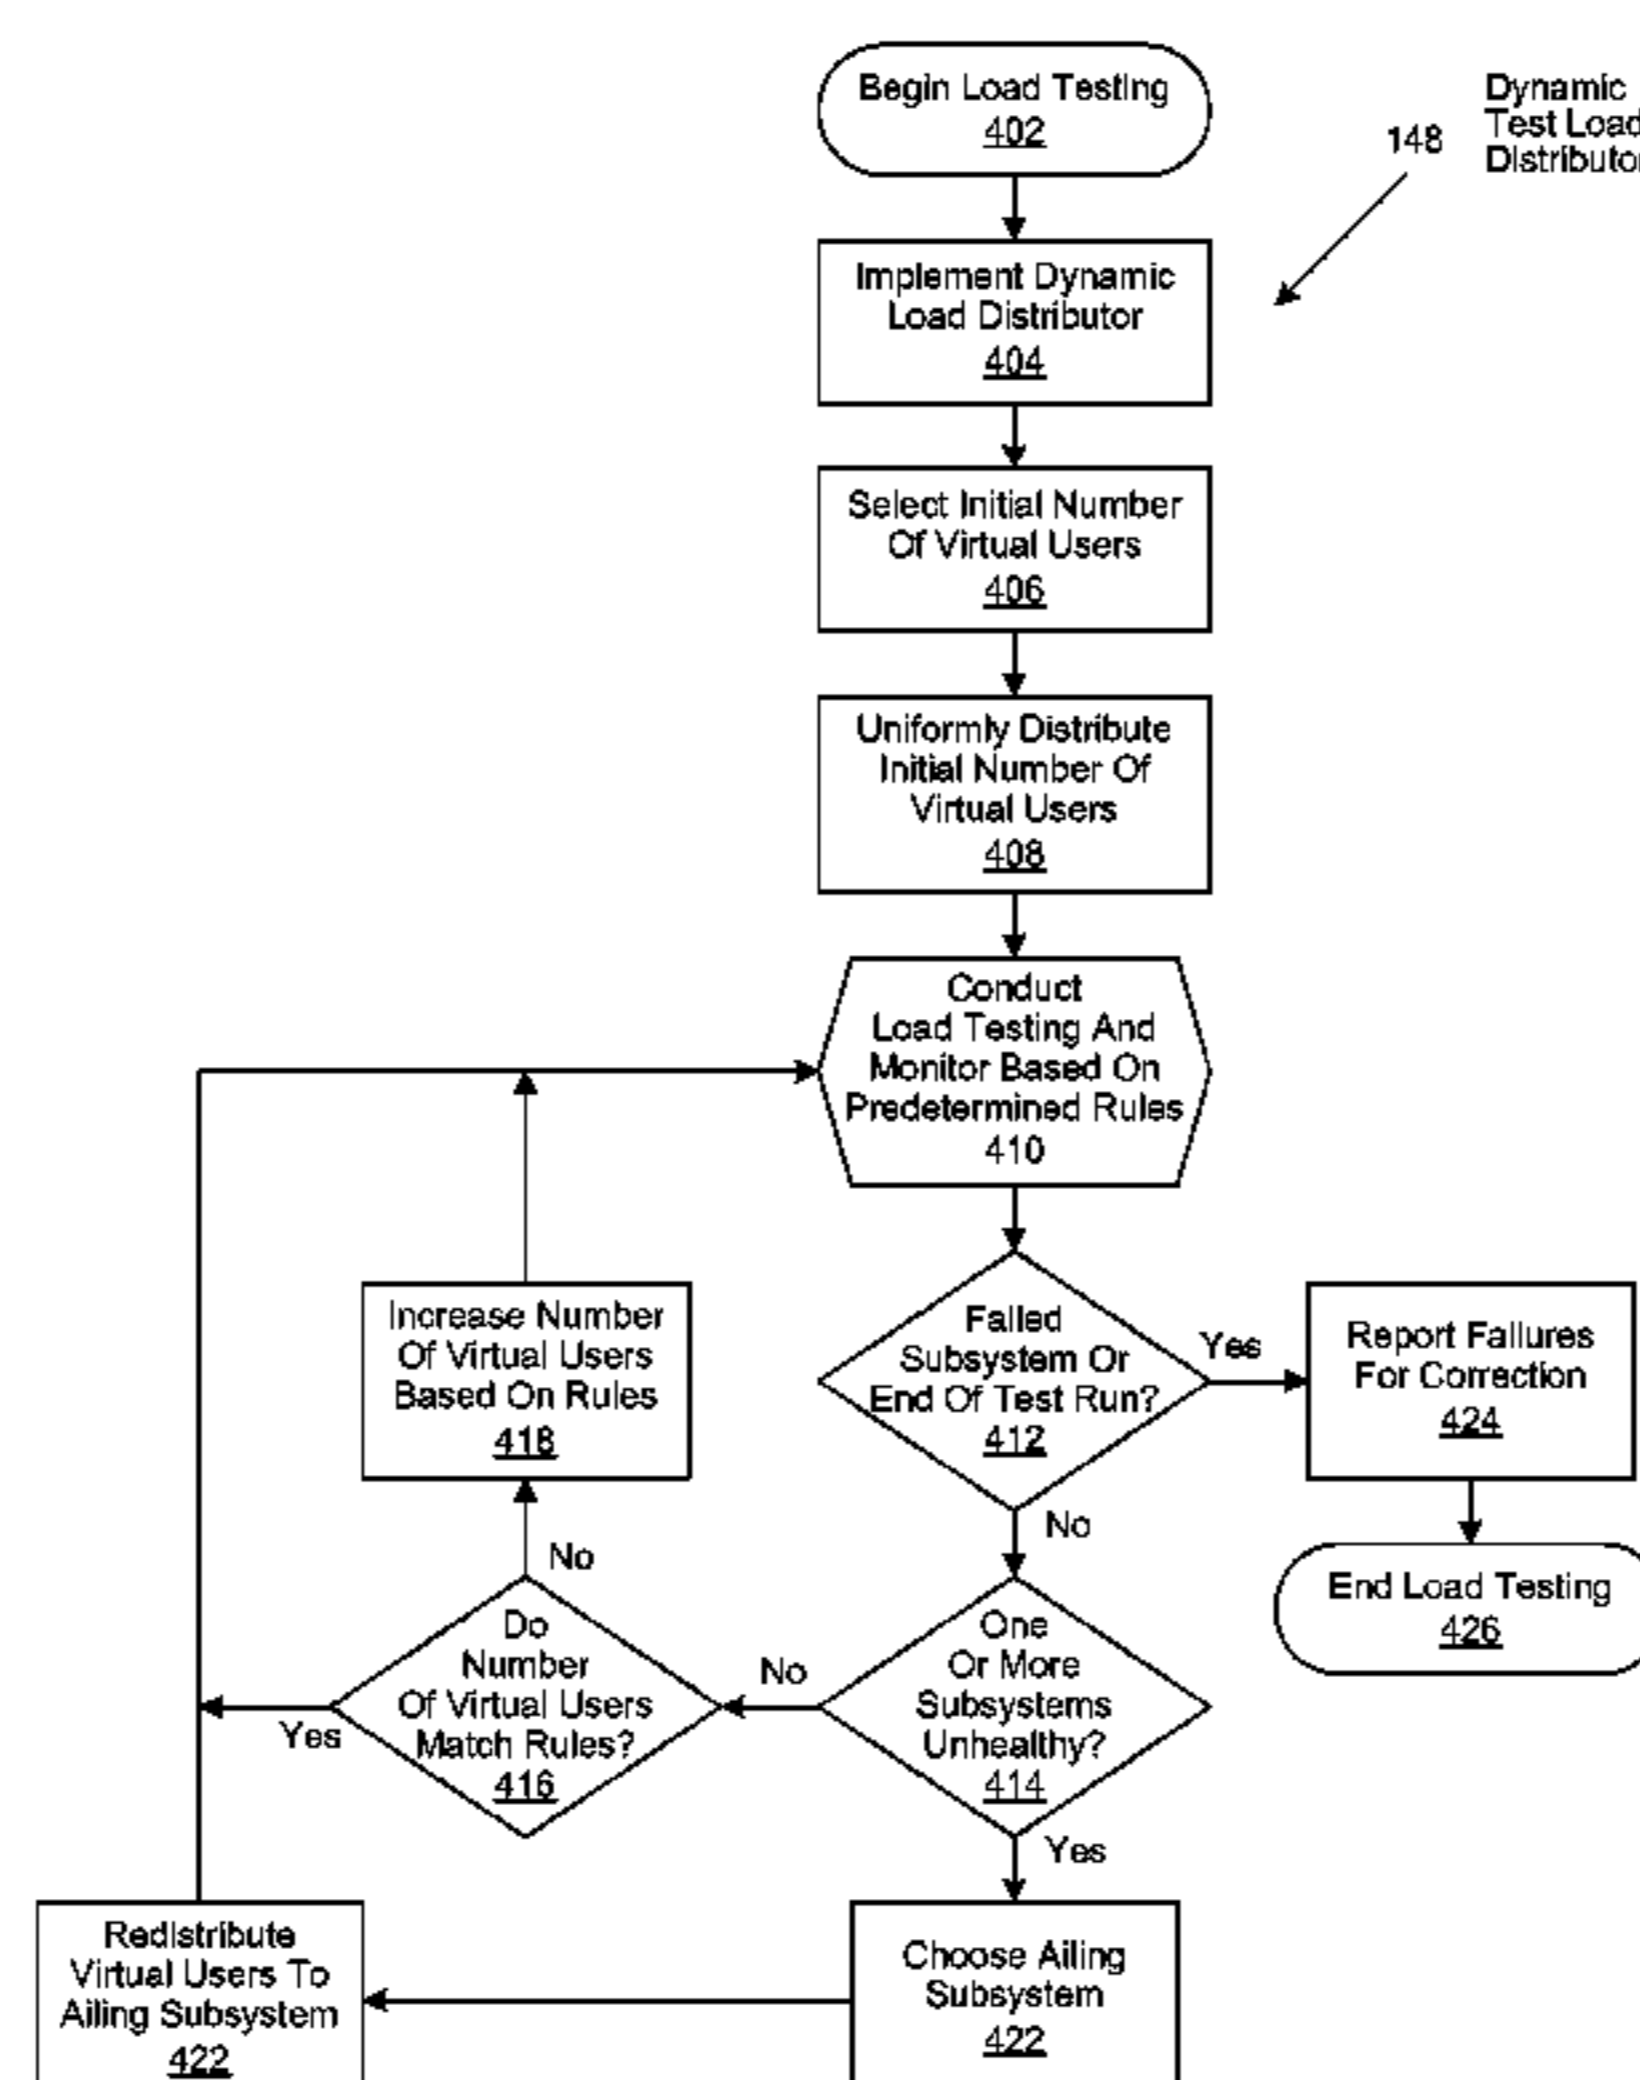 Begin Load Testing
402
148
Dynamic
Test Load
Distributor
Implement Dynamic
Load Distributor
404
Select Initial Number
Of Virtual Users
406
Uniformly Distribute
Initial Number Of
Virtual Users
408
Conduct
Load Testing And
Monitor Based On
Predetermined Rules
410
Increase Number
Of Virtual Users
Based On Rules
418
Failed
Subsystem Or
End Of Test Run?
412
Yes
Report Failures
For Correction
424
No
No
End Load Testing
426
Do
Number
Of Virtual Users
Match Rules?
416
Yes
No
One
Or More
Subsystems
Unhealthy?
414
Yes
Redistribute
Virtual Users To
Ailing Subsystem
422
Choose Ailing
Subsystem
422